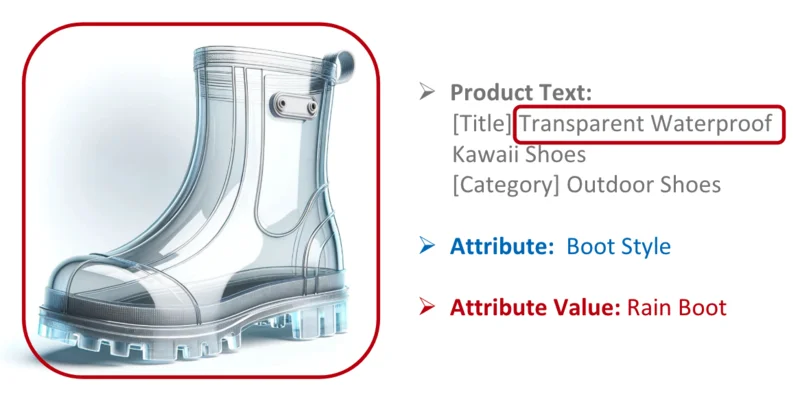 Product Text:
[Title] Transparent Waterproof
Kawaii Shoes
[Category] Outdoor Shoes
Attribute: Boot Style
Attribute Value: Rain Boot